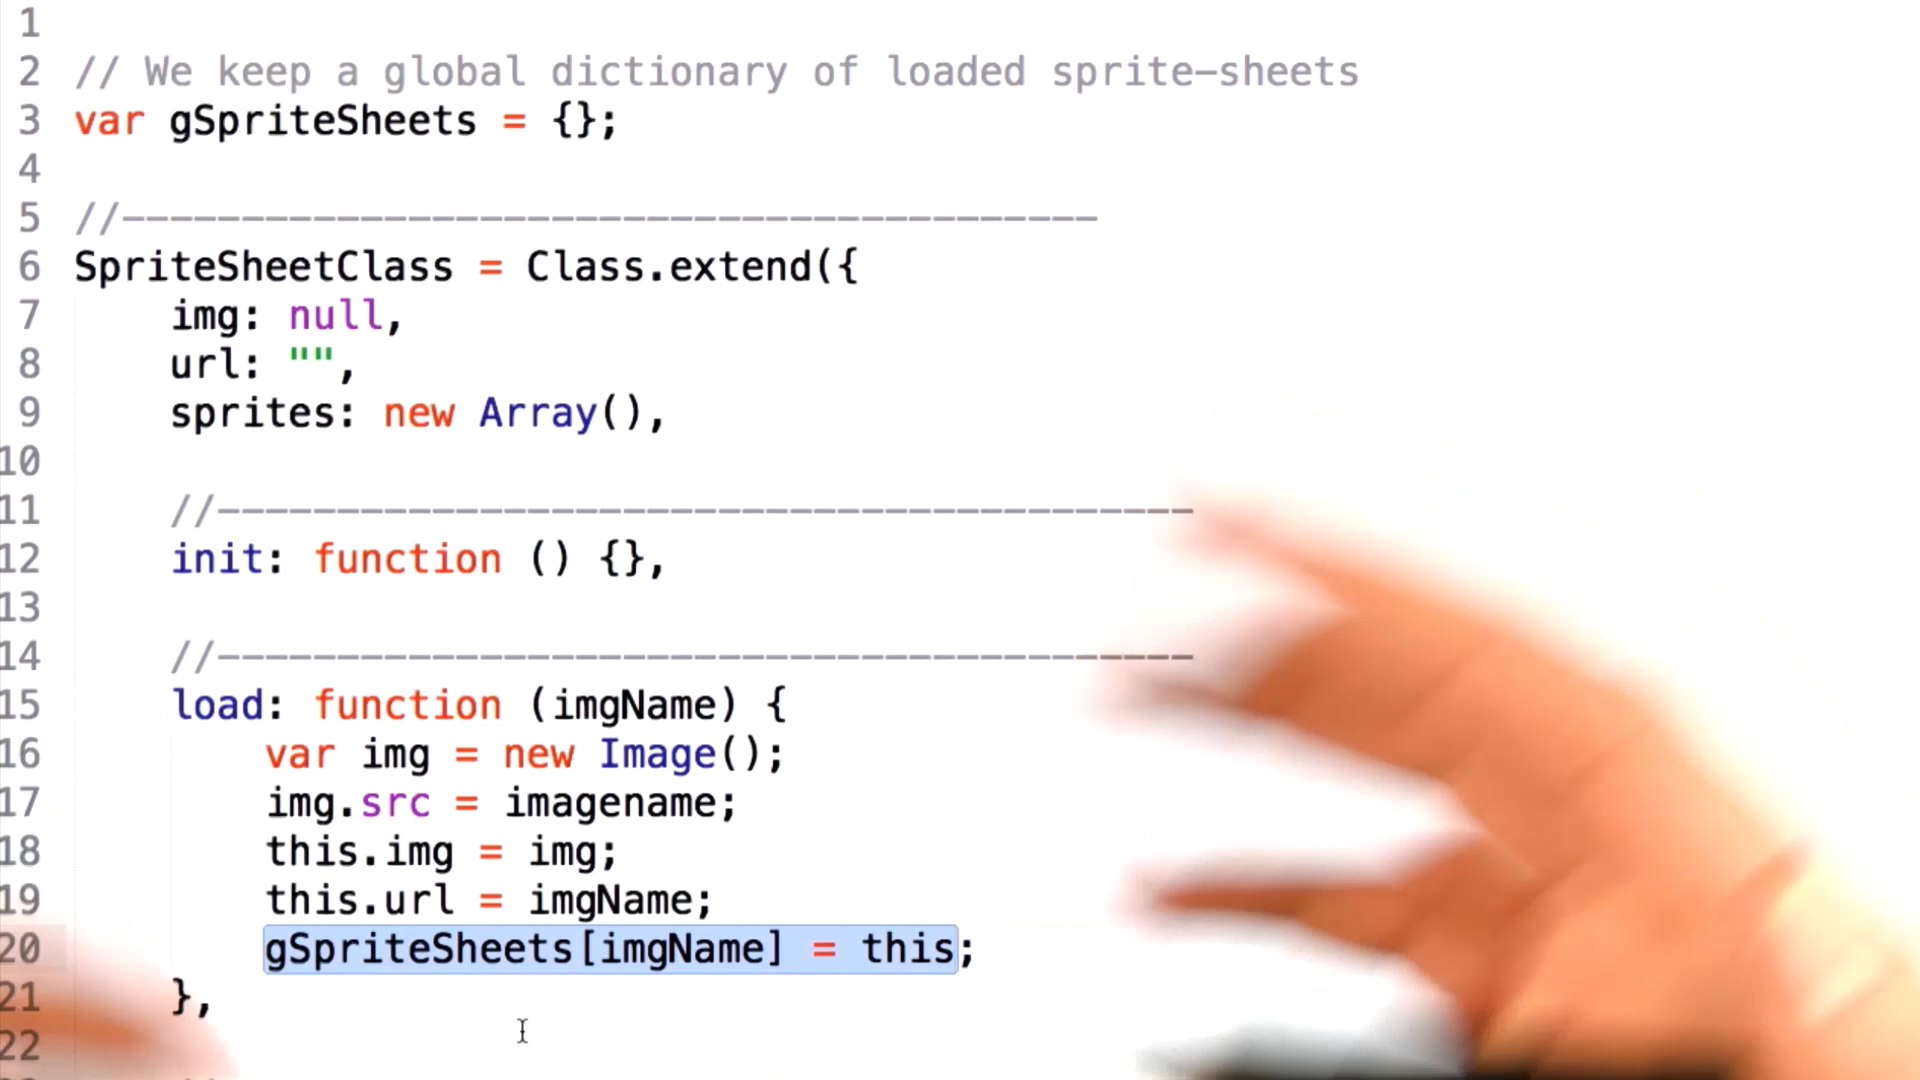 1
2 // We keep a global dictionary of loaded sprite-sheets
3 var gSpriteSheets = {};
4
5 //-----------------------------------------
6 SpriteSheetClass = Class.extend({
7 img: null,
8 url: "",
9 sprites: new Array(),
10
11 //-----------------------------------------
12 init: function () {},
13
14 //-----------------------------------------
15 load: function (imgName) {
16 var img = new Image();
17 img.src = imagename;
18 this.img = img;
19 this.url = imgName;
20 gSpriteSheets[imgName] = this;
21 },
22